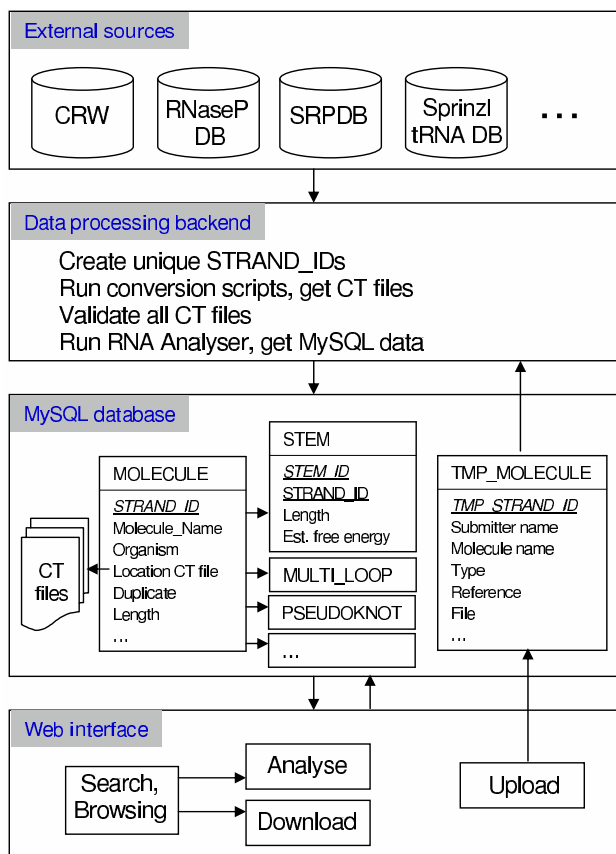 External sources
CRW
RNaseP
DB
SRPDB
Sprinzl
tRNA DB
...
Data processing backend
Create unique STRAND_IDs
Run conversion scripts, get CT files
Validate all CT files
Run RNA Analyser, get MySQL data
MySQL database
CT
files
MOLECULE
STRAND_ID
Molecule_Name
Organism
Location CT file
Duplicate
Length
...
STEM
STEM_ID
STRAND_ID
Length
Est. free energy
MULTI_LOOP
PSEUDOKNOT
...
TMP_MOLECULE
TMP_STRAND_ID
Submitter name
Molecule name
Type
Reference
File
...
Web interface
Search,
Browsing
Analyse
Download
Upload